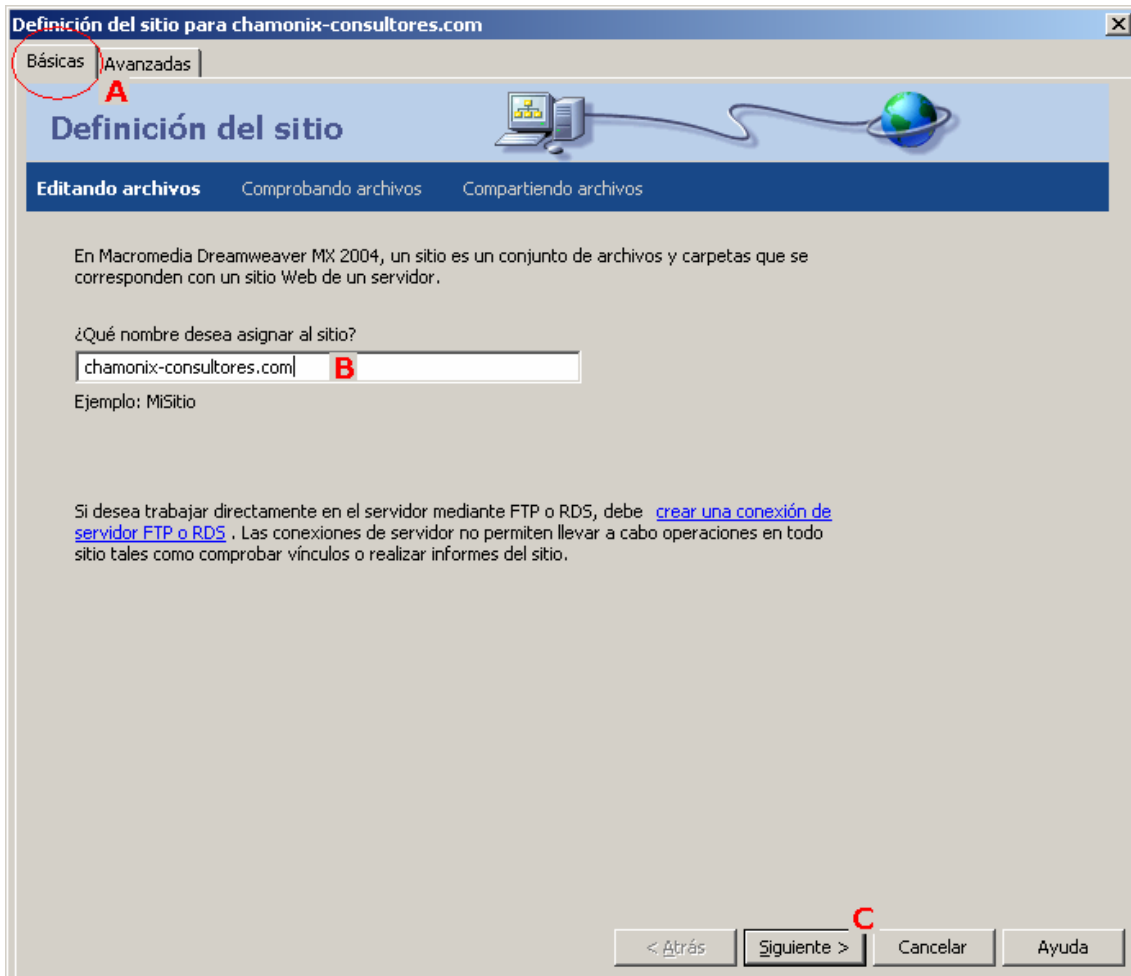 Definición del sitio para chamonix-consultores.com
Básicas
Avanzadas
A
Definición del sitio
Editando archivos
Comprobando archivos
Compartiendo archivos
En Macromedia Dreamweaver MX 2004, un sitio es un conjunto de archivos y carpetas que se
corresponden con un sitio Web de un servidor.
¿Qué nombre desea asignar al sitio?
chamonix-consultores.com
B
Ejemplo: MiSitio
Si desea trabajar directamente en el servidor mediante FTP o RDS, debe crear una conexión de
servidor FTP o RDS . Las conexiones de servidor no permiten llevar a cabo operaciones en todo
sitio tales como comprobar vínculos o realizar informes del sitio.
C
< Atrás
Siguiente >
Cancelar
Ayuda